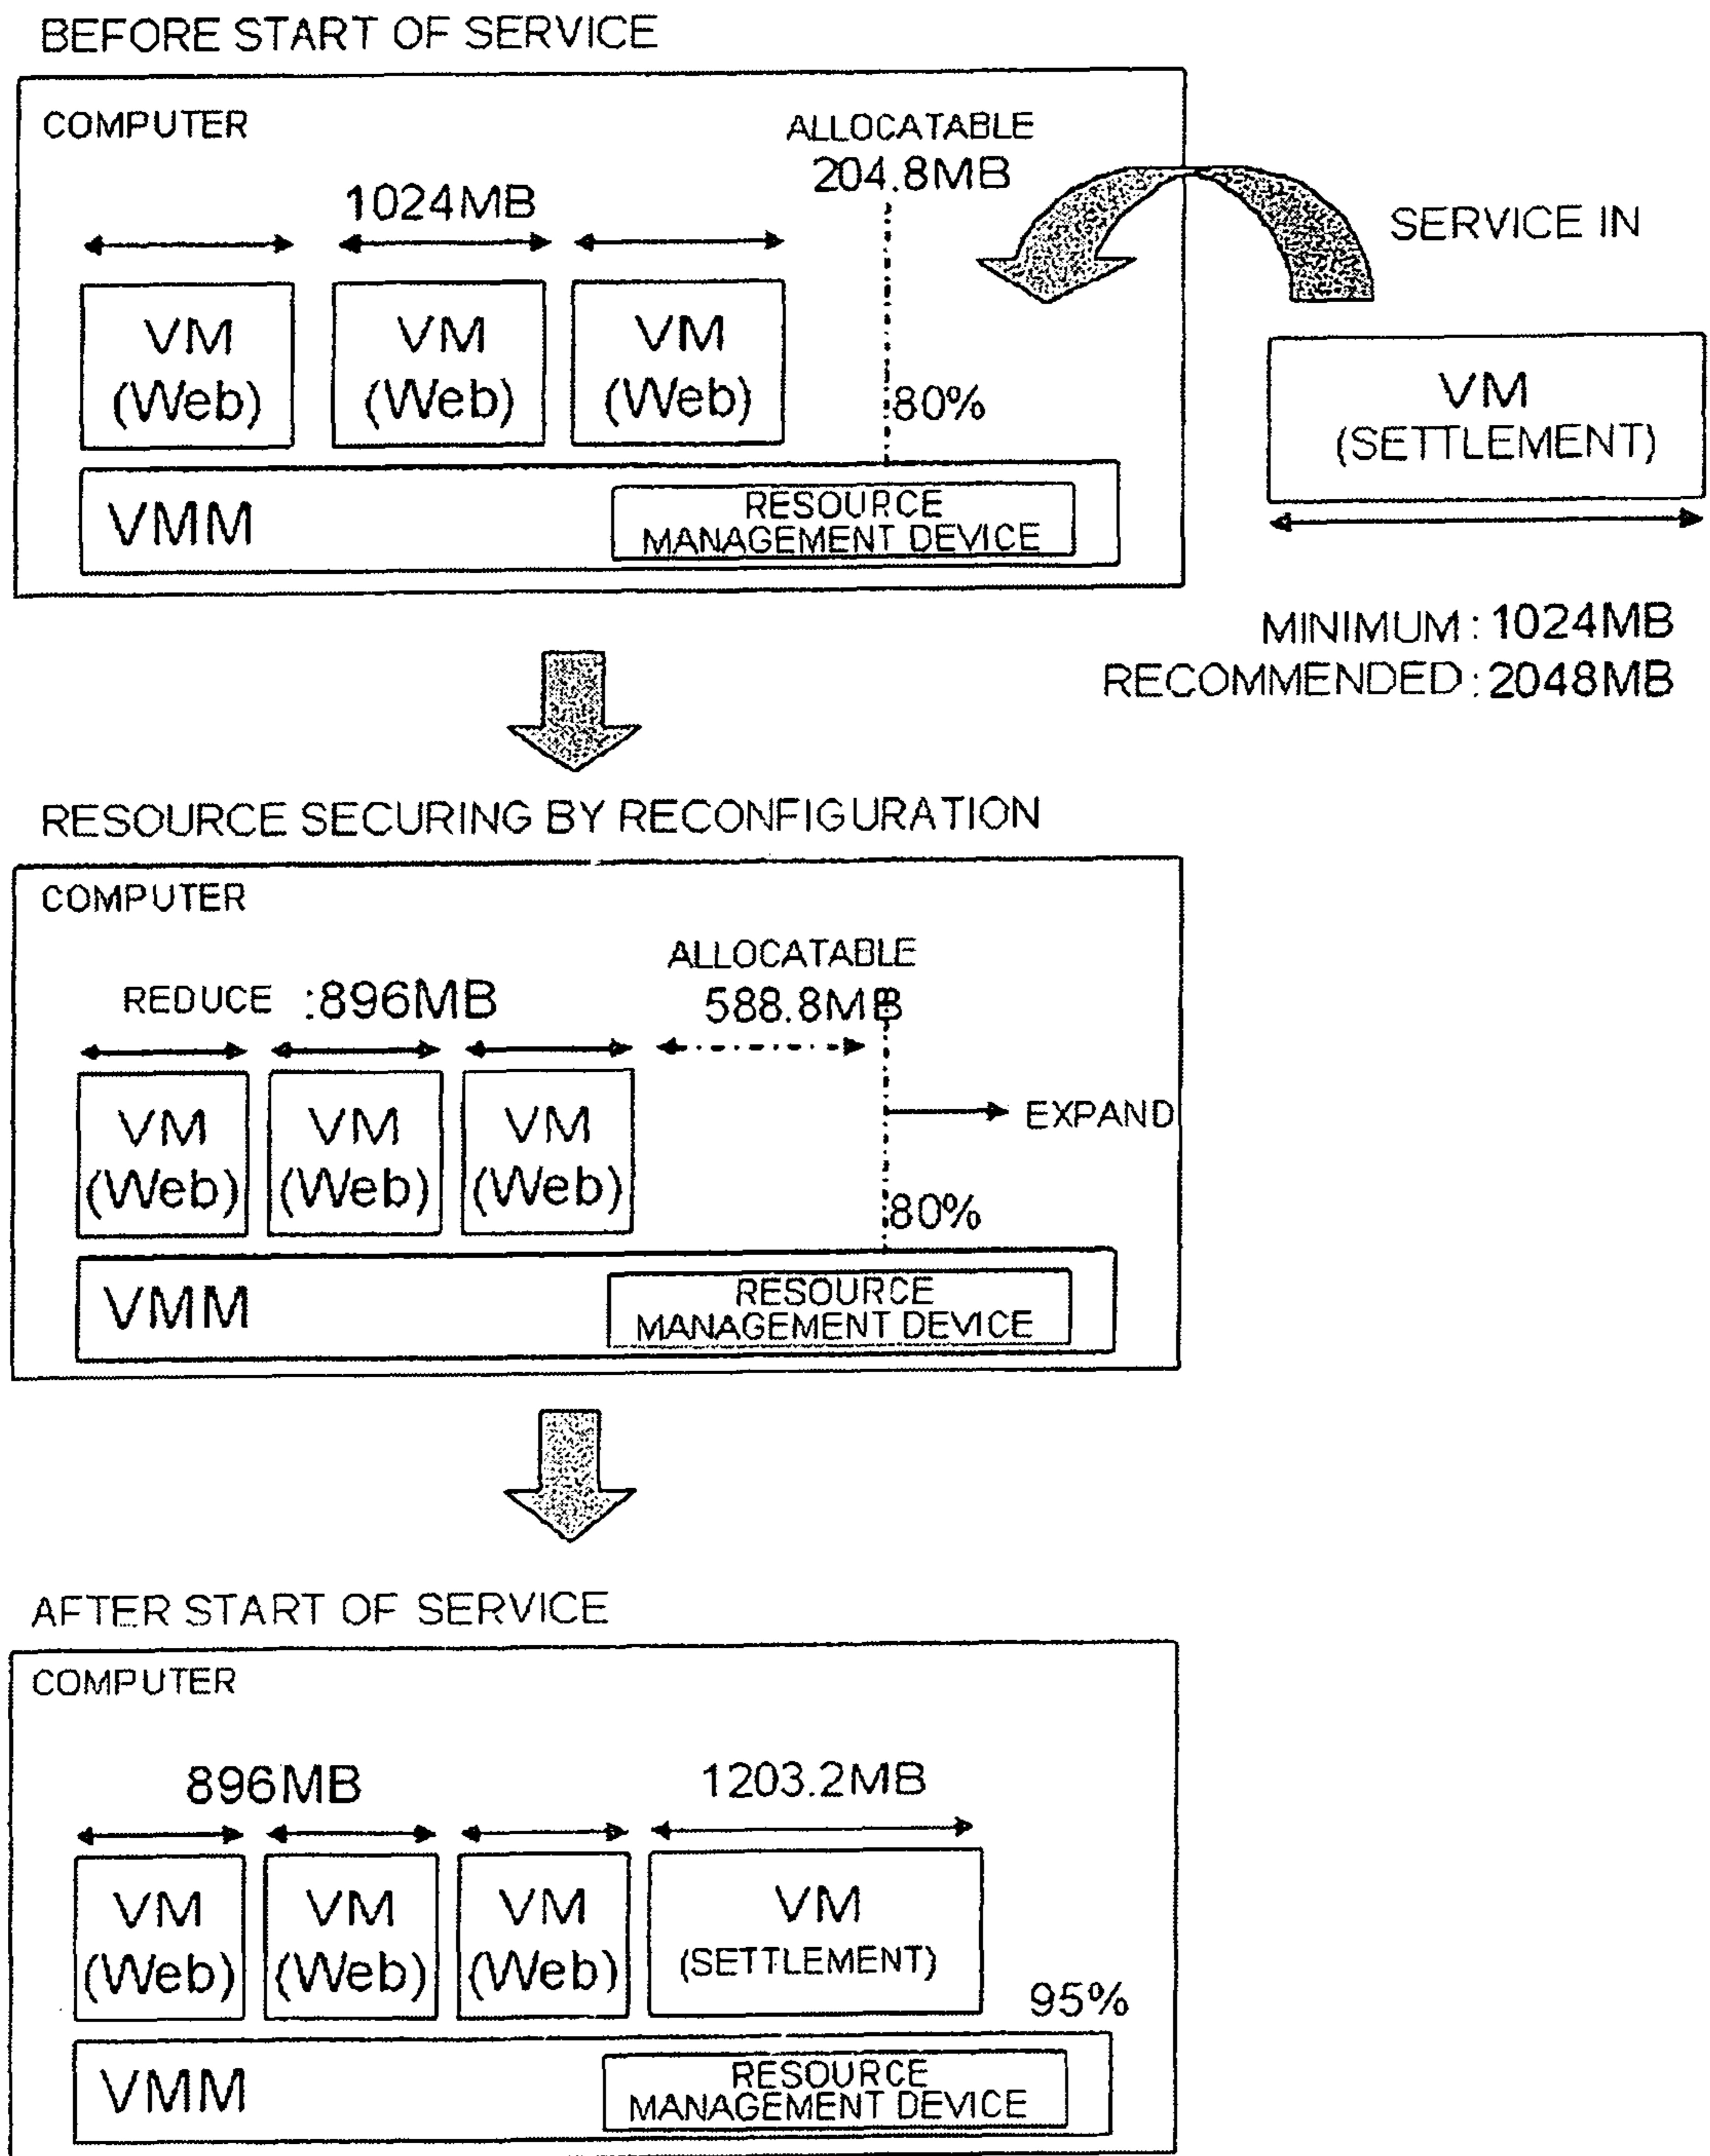 BEFORE START OF SERVICE
COMPUTER
ALLOCATABLE
204.8MB
1024MB
SERVICE IN
VM
(Web)
VM
(Web)
VM
(Web)
80%
VM
(SETTLEMENT)
VMM
RESOURCE
MANAGEMENT DEVICE
MINIMUM : 1024MB
RECOMMENDED : 2048MB
RESOURCE SECURING BY RECONFIGURATION
COMPUTER
ALLOCATABLE
588.8MB
REDUCE :896MB
EXPAND
VM
(Web)
VM
(Web)
VM
(Web)
80%
VMM
RESOURCE
MANAGEMENT DEVICE
AFTER START OF SERVICE
COMPUTER
896MB
1203.2MB
VM
(Web)
VM
(Web)
VM
(Web)
VM
(SETTLEMENT)
95%
VMM
RESOURCE
MANAGEMENT DEVICE